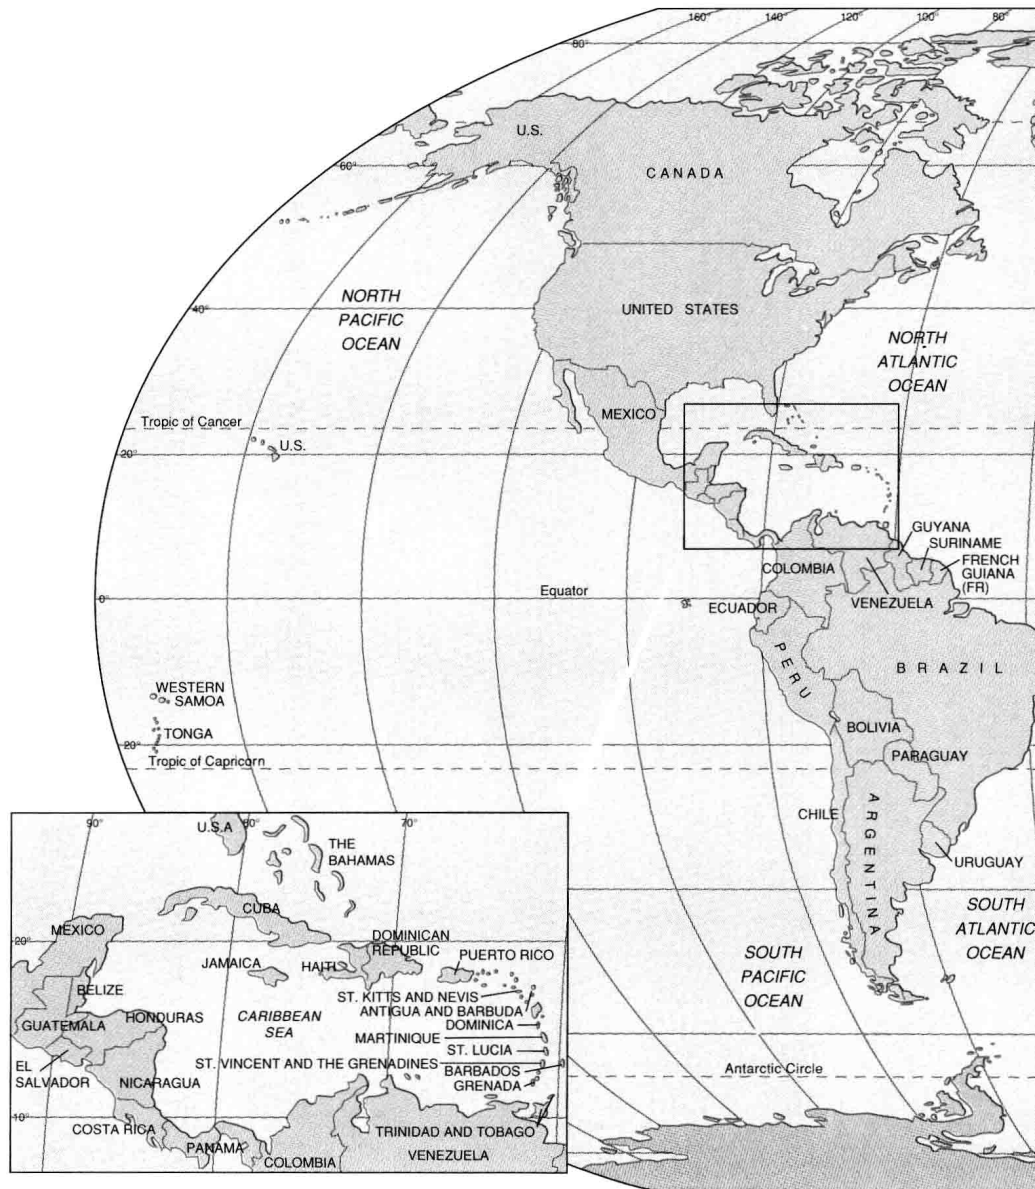 160°
140°
120°
100°
80°
80°
U.S.
60°
CANADA
NORTH
PACIFIC
OCEAN
40°
UNITED STATES
NORTH
ATLANTIC
OCEAN
MEXICO
Tropic of Cancer
U.S.
20°
GUYANA
SURINAME
FRENCH
GUIANA
(FR)
COLOMBIA
VENEZUELA
Equator
0°
ECUADOR
PERU
BRAZIL
WESTERN
SAMOA
TONGA
BOLIVIA
20°
PARAGUAY
Tropic of Capricorn
CHILE
ARGENTINA
URUGUAY
SOUTH
PACIFIC
OCEAN
SOUTH
ATLANTIC
OCEAN
Antarctic Circle
90°
80°
70°
U.S.A
THE
BAHAMAS
CUBA
MEXICO
20°
DOMINICAN
REPUBLIC
JAMAICA
HAITI
PUERTO RICO
BELIZE
ST. KITTS AND NEVIS
ANTIGUA AND BARBUDA
GUATEMALA
HONDURAS
CARIBBEAN
SEA
DOMINICA
MARTINIQUE
ST. LUCIA
ST. VINCENT AND THE GRENADINES
BARBADOS
EL
SALVADOR
NICARAGUA
GRENADA
10°
COSTA RICA
TRINIDAD AND TOBAGO
PANAMA
COLOMBIA
VENEZUELA